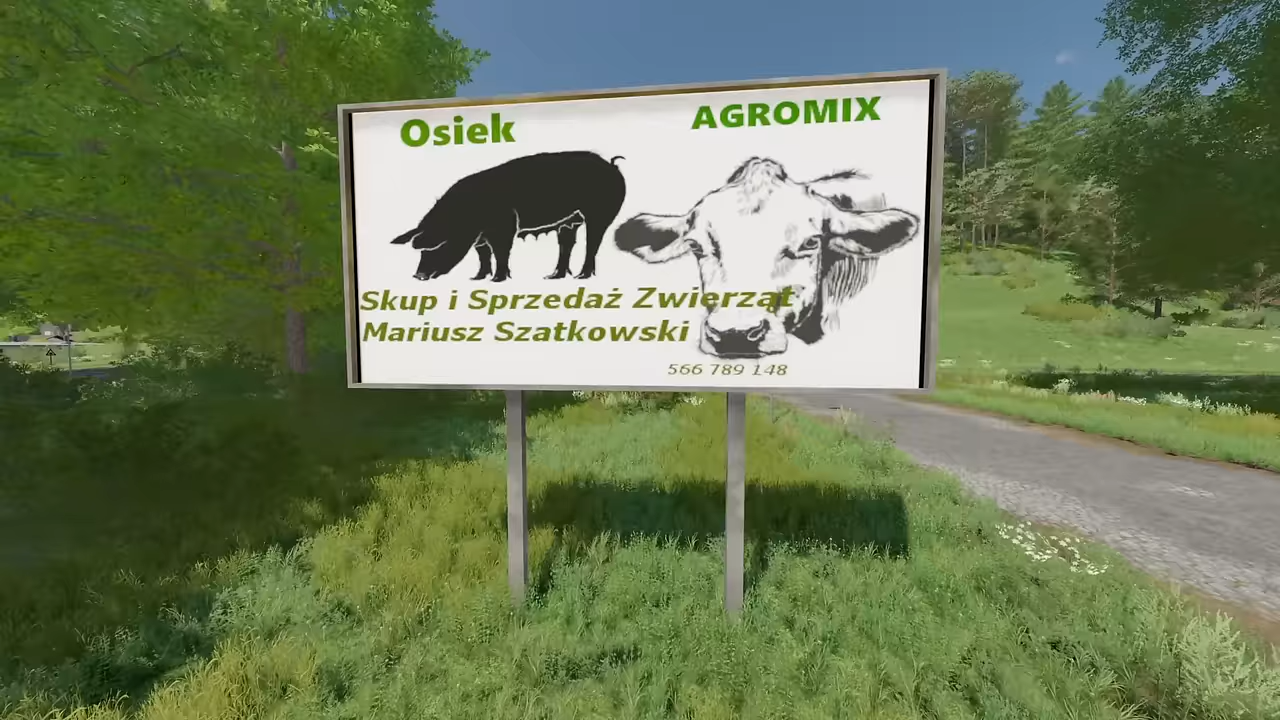 Osiek
AGROMIX
Skup i Sprzedaż Zwierząt
Mariusz Szatkowski
566 789 148